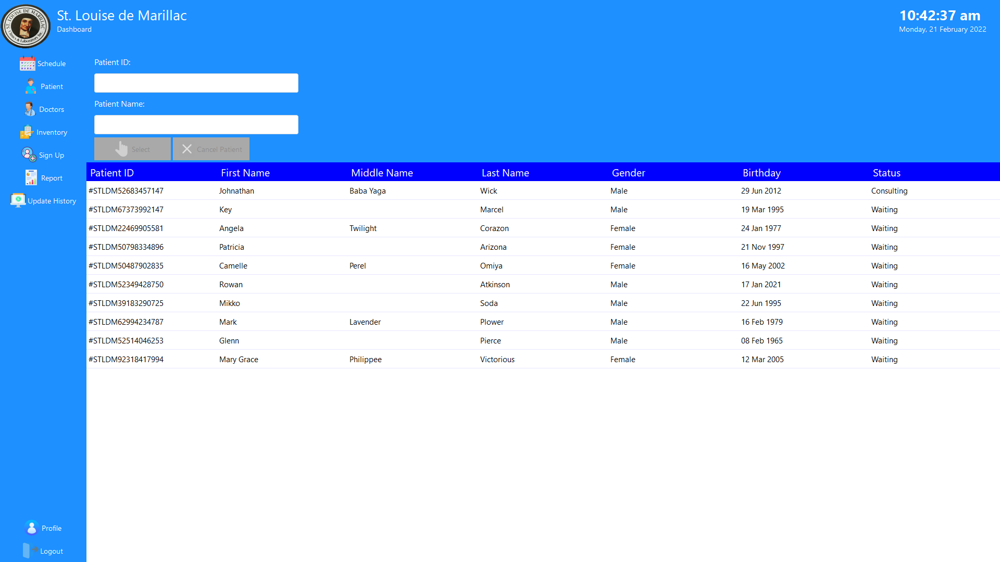 ST. LOUISE DE MARILLAC
Clinics & Laboratory Inc.
St. Louise de Marillac
Dashboard
10:42:37 am
Monday, 21 February 2022
Schedule
Patient
Doctors
Inventory
Sign Up
Report
Update History
Profile
Logout
Patient ID:
Patient Name:
Select Cancel Patient
Patient ID First Name Middle Name Last Name Gender Birthday Status
#STLDM52683457147 Johnathan Baba Yaga Wick Male 29 Jun 2012 Consulting
#STLDM67373992147 Key Marcel Male 19 Mar 1995 Waiting
#STLDM22469905581 Angela Twilight Corazon Female 24 Jan 1977 Waiting
#STLDM50798334896 Patricia Arizona Female 21 Nov 1997 Waiting
#STLDM50487902835 Camelle Perel Omiya Female 16 May 2002 Waiting
#STLDM52349428750 Rowan Atkinson Male 17 Jan 2021 Waiting
#STLDM39183290725 Mikko Soda Male 22 Jun 1995 Waiting
#STLDM62994234787 Mark Lavender Plower Male 16 Feb 1979 Waiting
#STLDM52514046253 Glenn Pierce Male 08 Feb 1965 Waiting
#STLDM92318417994 Mary Grace Philippee Victorious Female 12 Mar 2005 Waiting